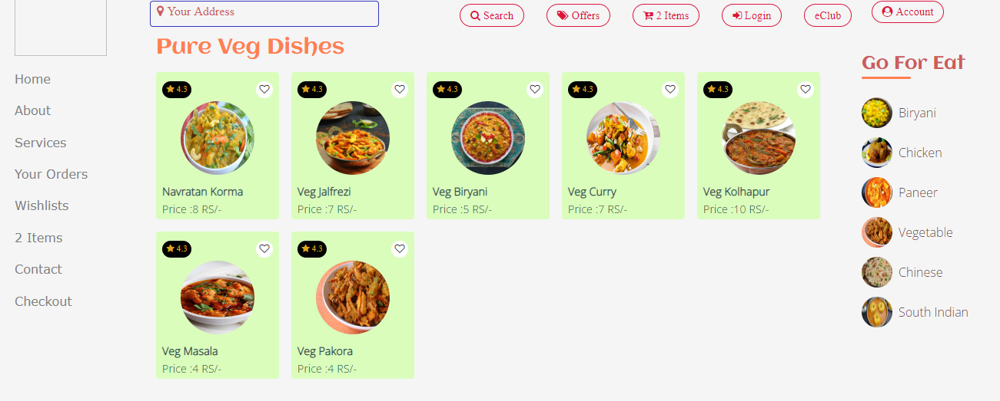 Your Address
Search
Offers
2 Items
Login
eClub
Account
Home
About
Services
Your Orders
Wishlists
2 Items
Contact
Checkout
Pure Veg Dishes
4.3
Navratan Korma
Price :8 RS/-
4.3
Veg Jalfrezi
Price :7 RS/-
4.3
Veg Biryani
Price :5 RS/-
4.3
Veg Curry
Price :7 RS/-
4.3
Veg Kolhapur
Price :10 RS/-
4.3
Veg Masala
Price :4 RS/-
4.3
Veg Pakora
Price :4 RS/-
Go For Eat
Biryani
Chicken
Paneer
Vegetable
Chinese
South Indian